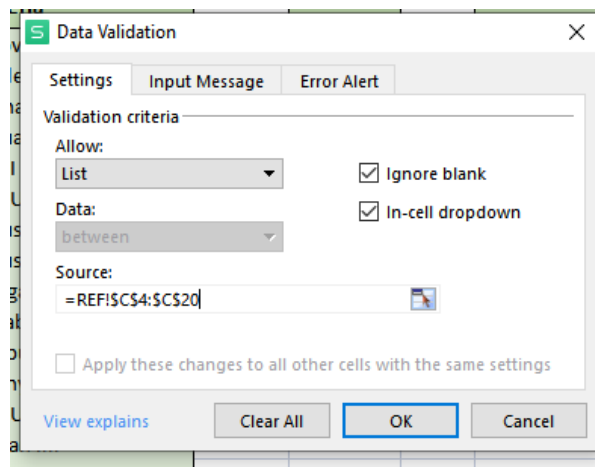 Data Validation
Settings
Input Message
Error Alert
Validation criteria
Allow:
List
Ignore blank
Data:
In-cell dropdown
between
Source:
=REF!$C$4:$C$20
Apply these changes to all other cells with the same settings
View explains
Clear All
OK
Cancel